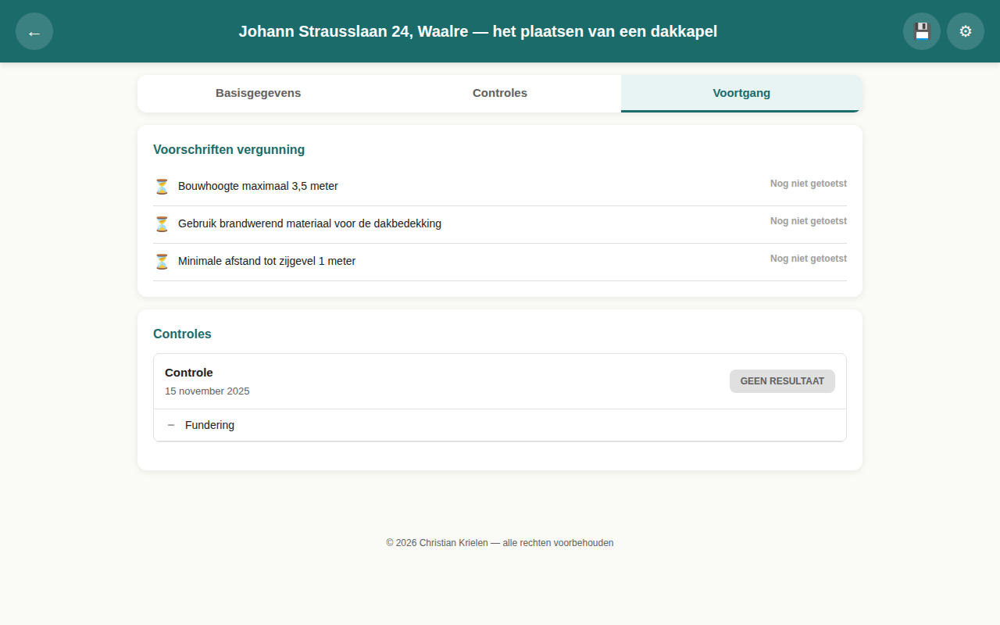 Johann Strausslaan 24, Waalre — het plaatsen van een dakkapel
Basisgegevens
Controles
Voortgang
Voorschriften vergunning
Bouwhoogte maximaal 3,5 meter
Nog niet getoetst
Gebruik brandwerend materiaal voor de dakbedekking
Nog niet getoetst
Minimale afstand tot zijgevel 1 meter
Nog niet getoetst
Controles
Controle
15 november 2025
GEEN RESULTAAT
– Fundering
© 2026 Christian Krielen — alle rechten voorbehouden